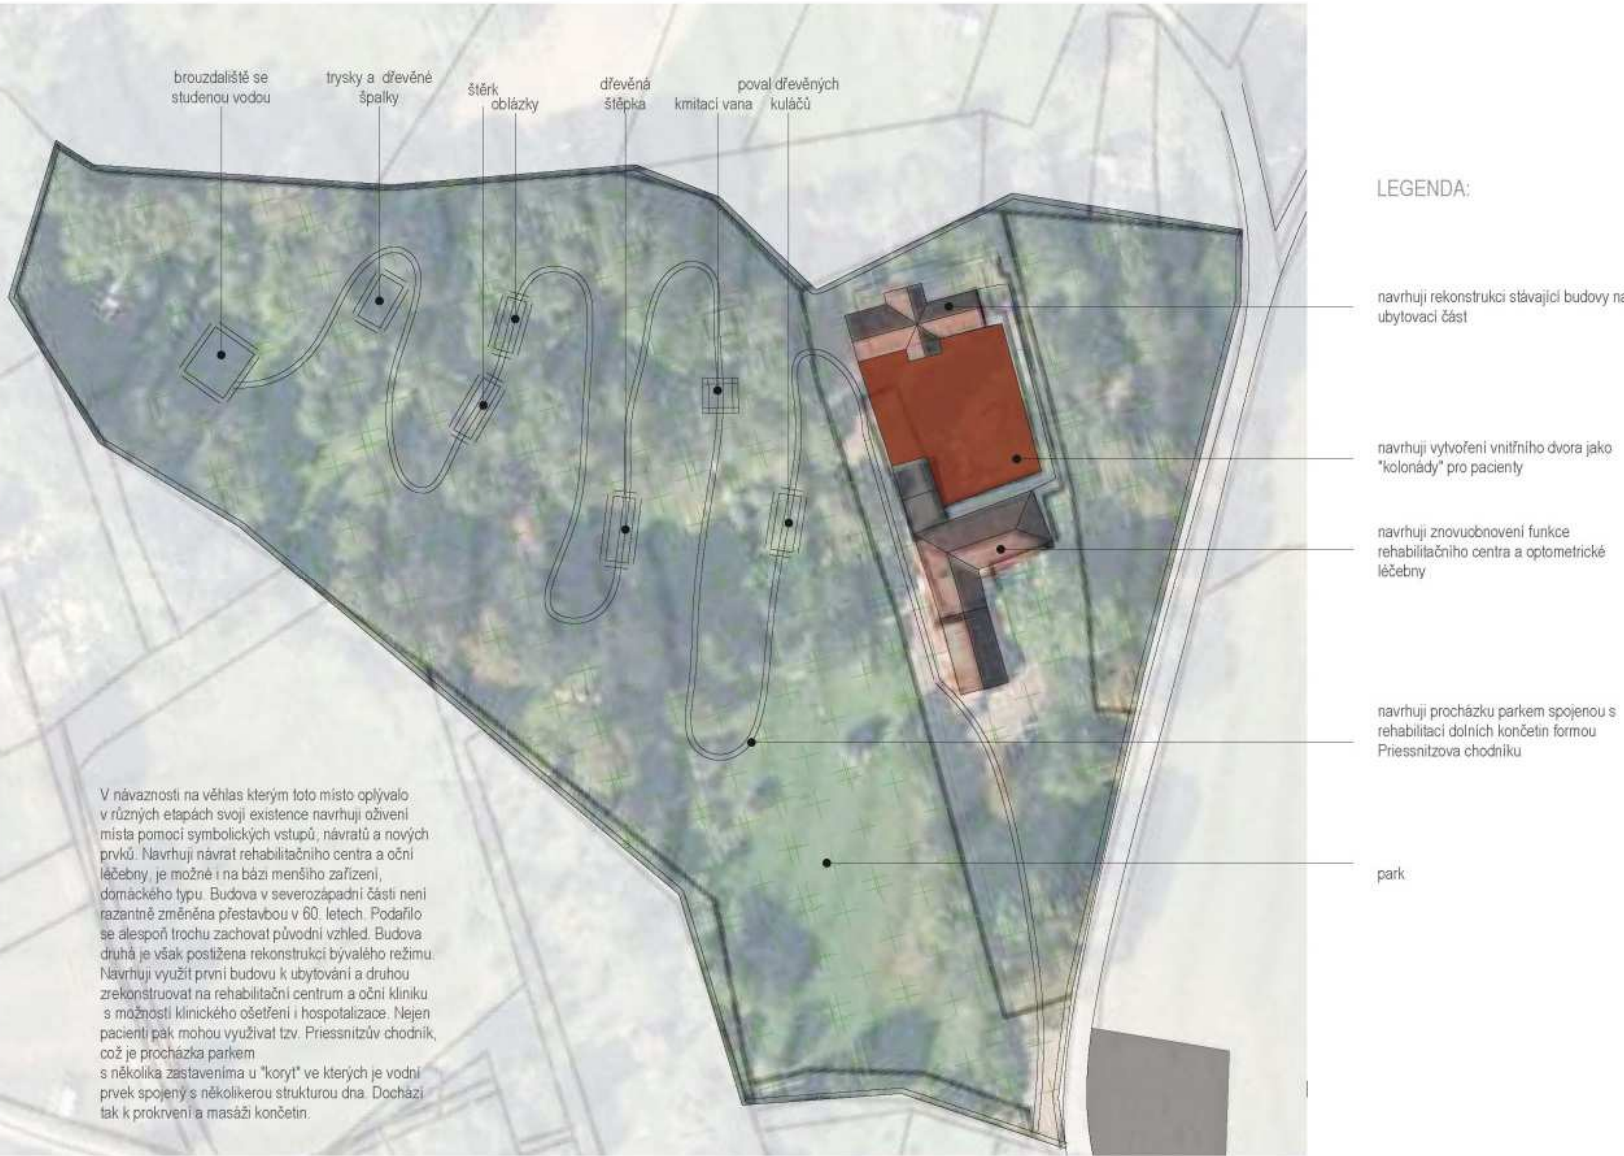 brouzdaliště se
studenou vodou
trysky a dřevěné
špalky
štěrk
oblázky
dřevěná
štěpka
kmitací vana
poval dřevěných
kuláčů
LEGENDA:
navrhuji rekonstrukci stávající budovy na
ubytovací část
navrhuji vytvoření vnitřního dvora jako
"kolonády" pro pacienty
navrhuji znovuobnovení funkce
rehabilitačního centra a optometrické
léčebny
navrhuji procházku parkem spojenou s
rehabilitací dolních končetin formou
Priessnitzova chodníku
park
V návaznosti na věhlas kterým toto místo oplývalo
v různých etapách svojí existence navrhuji oživení
místa pomocí symbolických vstupů, návratů a nových
prvků. Navrhuji návrat rehabilitačního centra a oční
léčebny, je možné i na bázi menšího zařízení,
domáckého typu. Budova v severozápadní části není
razantně změněna přestavbou v 60. letech. Podařilo
se alespoň trochu zachovat původní vzhled. Budova
druhá je však postižena rekonstrukcí bývalého režimu.
Navrhuji využít první budovu k ubytování a druhou
zrekonstruovat na rehabilitační centrum a oční kliniku
s možností klinického ošetření i hospotalizace. Nejen
pacienti pak mohou využívat tzv. Priessnitzův chodník,
což je procházka parkem
s několika zastaveníma u "koryt" ve kterých je vodní
prvek spojený s několikerou strukturou dna. Dochází
tak k prokrvení a masáži končetin.